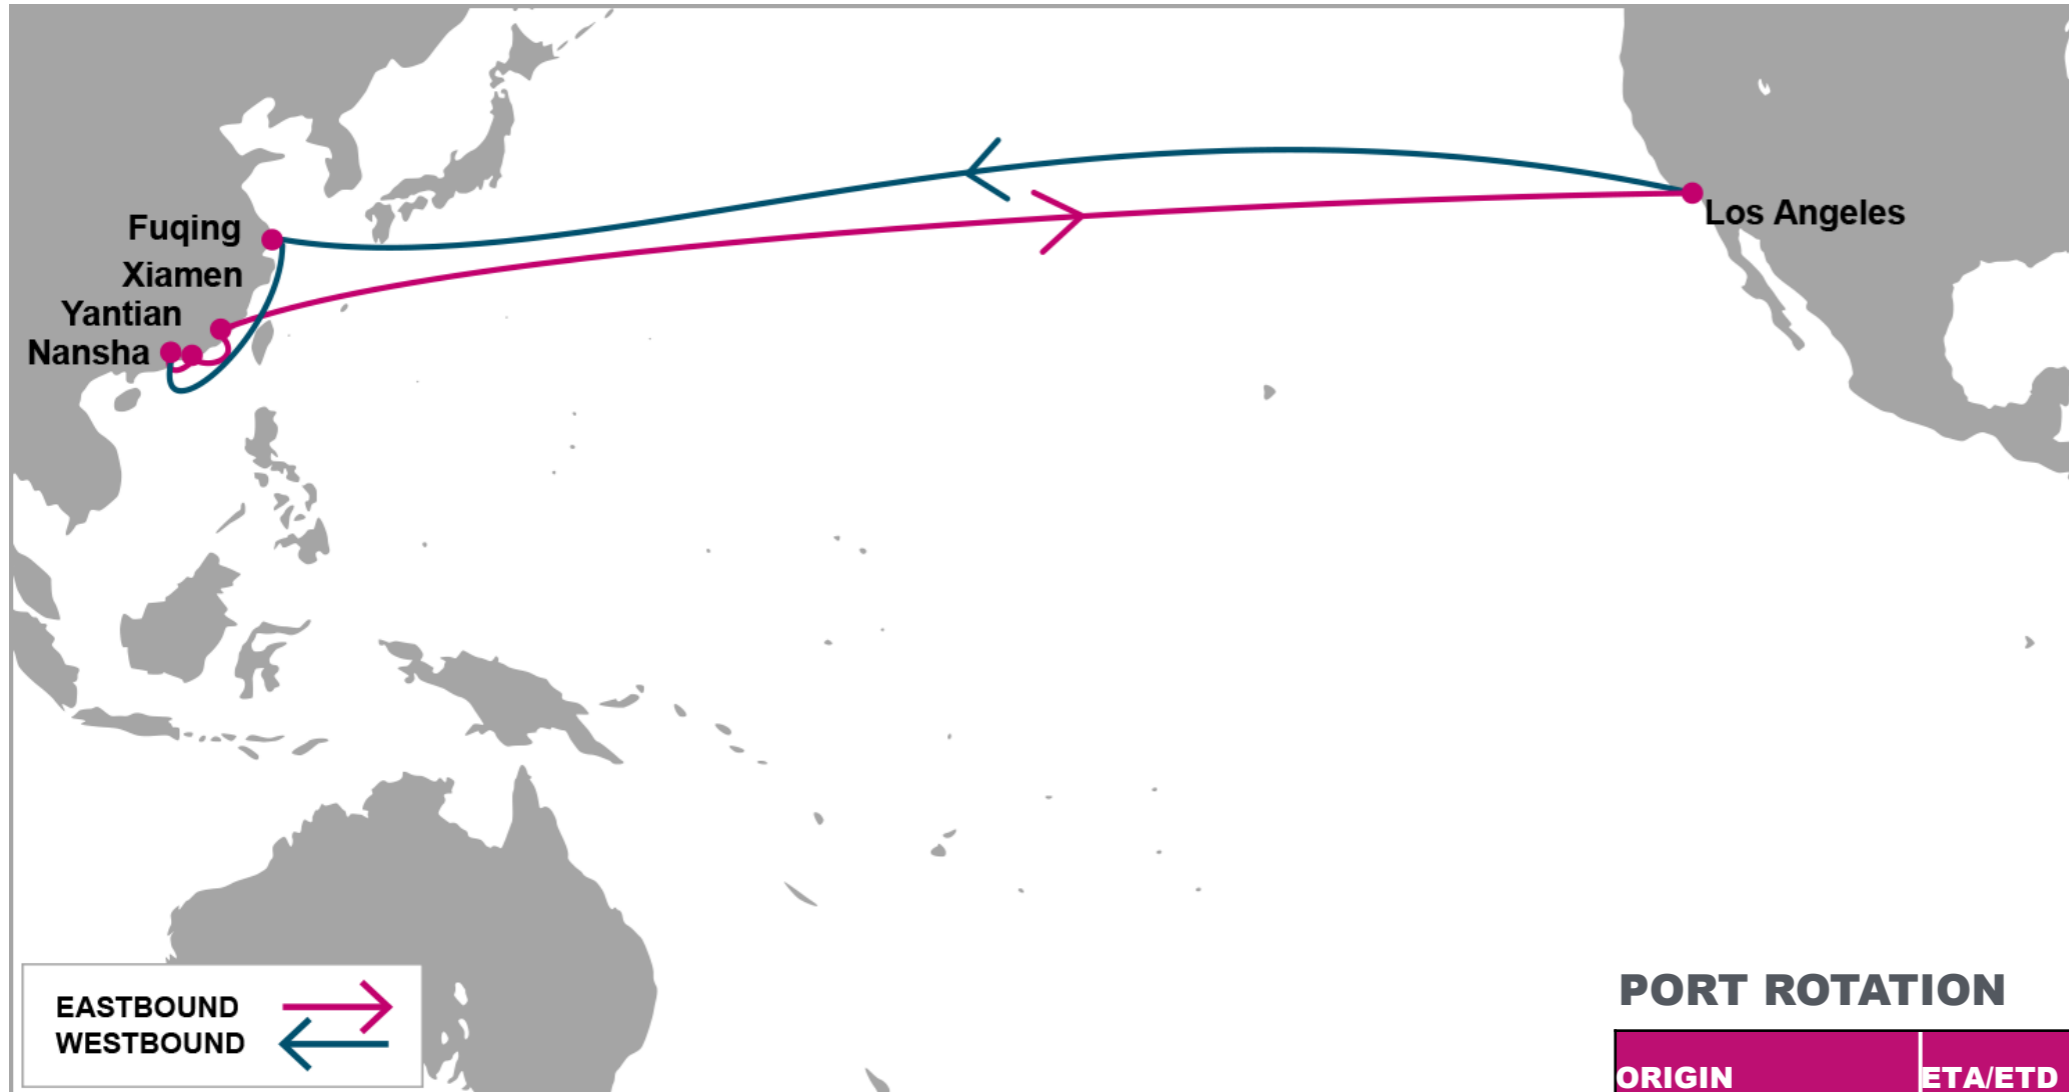 Fuqing
Xiamen
Yantian
Nansha
Los Angeles
EASTBOUND
WESTBOUND
PORT ROTATION
ORIGIN
ETA/ETD